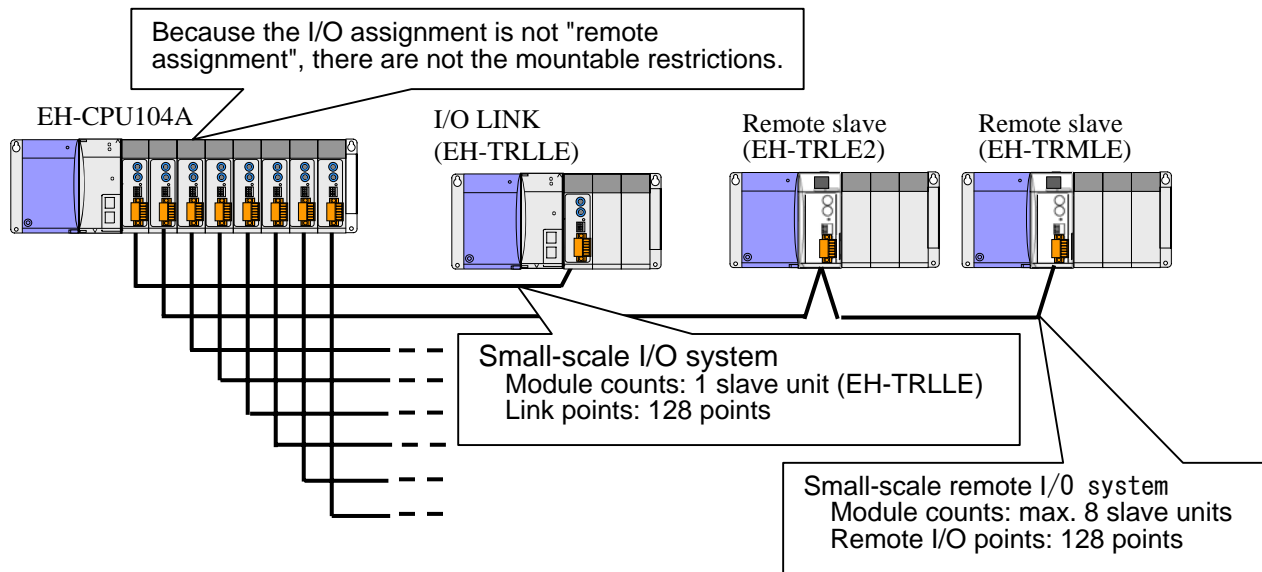 Because the I/O assignment is not "remote
assignment", there are not the mountable restrictions.
EH-CPU104A
I/O LINK
(EH-TRLLE)
Remote slave
(EH-TRLE2)
Remote slave
(EH-TRMLE)
Small-scale I/O system
Module counts: 1 slave unit (EH-TRLLE)
Link points: 128 points
Small-scale remote I/O system
Module counts: max. 8 slave units
Remote I/O points: 128 points